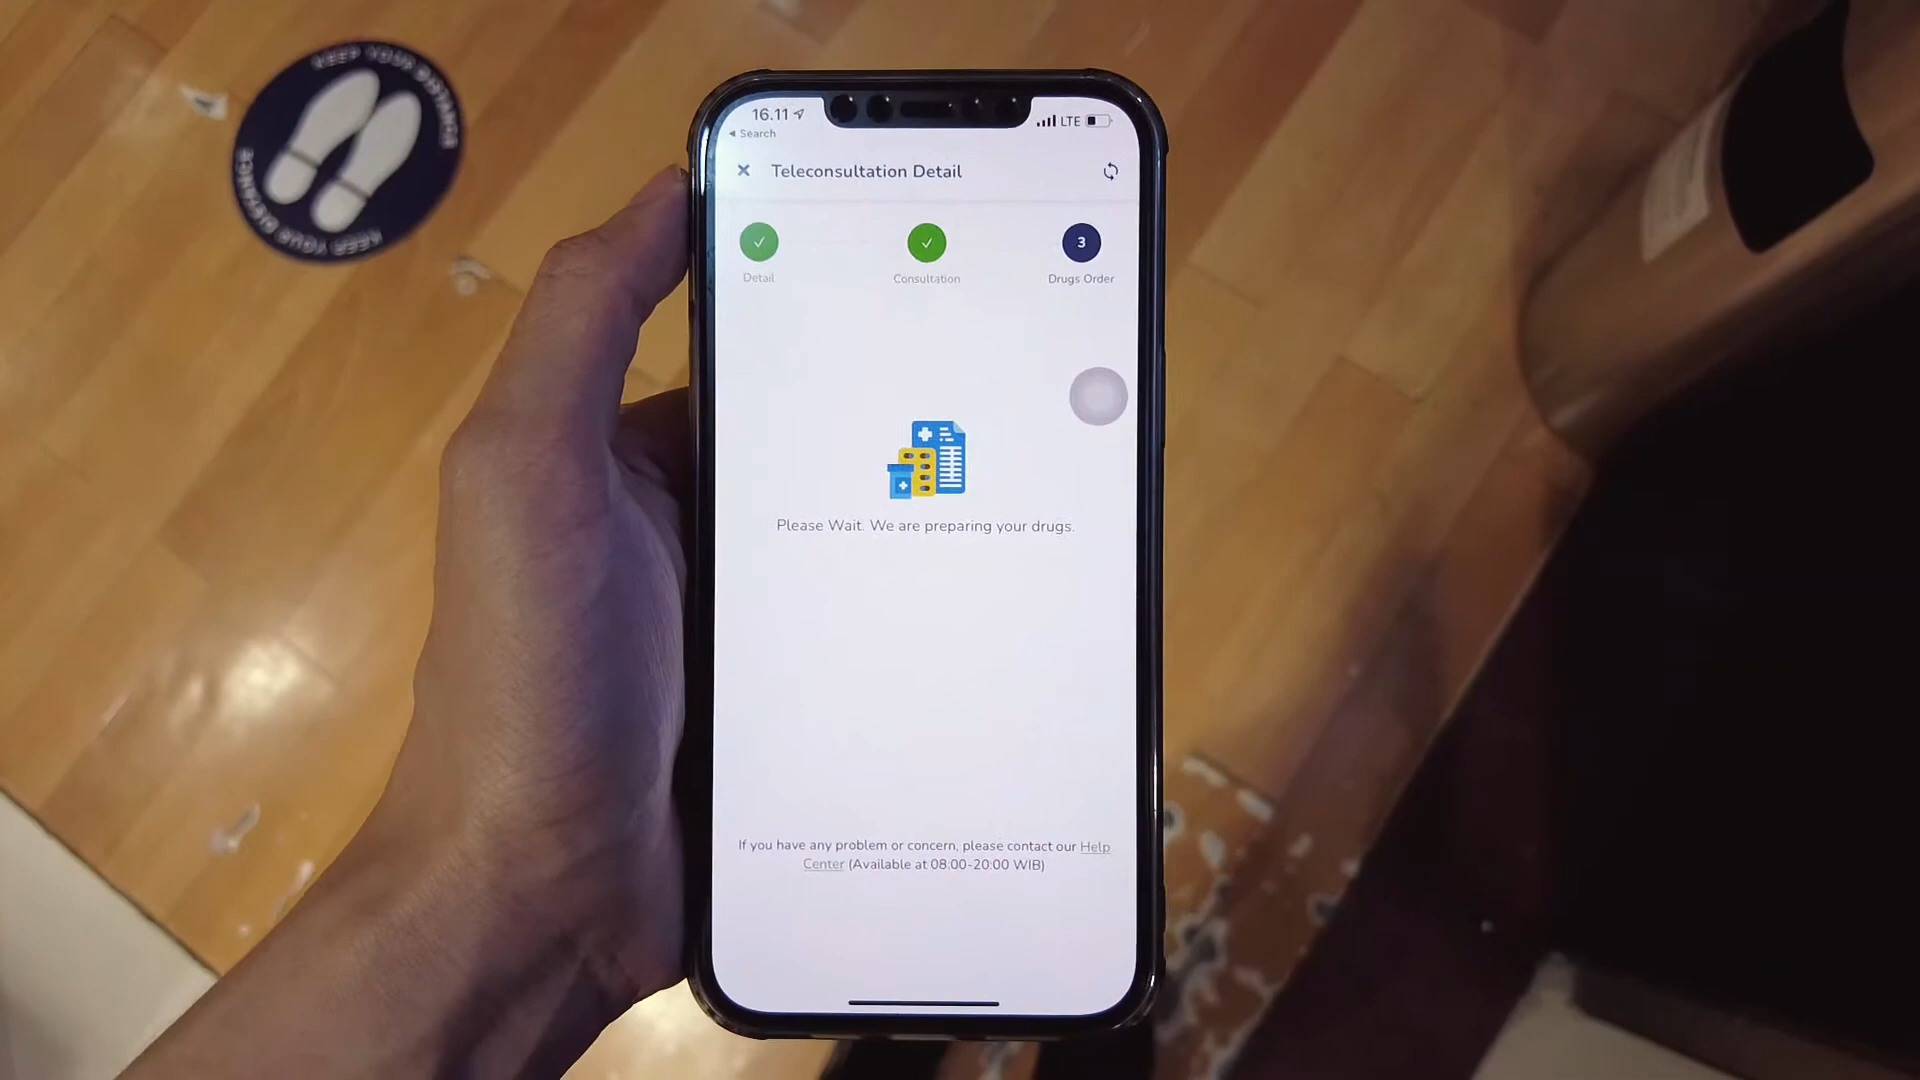 KEEP YOUR DISTANCE
KEEP YOUR DISTANCE
16.11
LTE
Search
Teleconsultation Detail
3
Detail
Consultation
Drugs Order
Please Wait. We are preparing your drugs.
If you have any problem or concern, please contact our Help
Center (Available at 08:00-20:00 WIB)